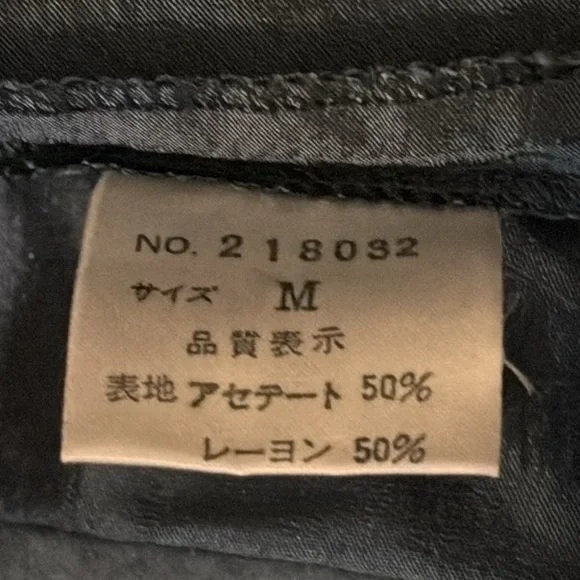 NO. 218032
サイズ M
品質表示
表地 アセテート 50%
レーヨン 50%